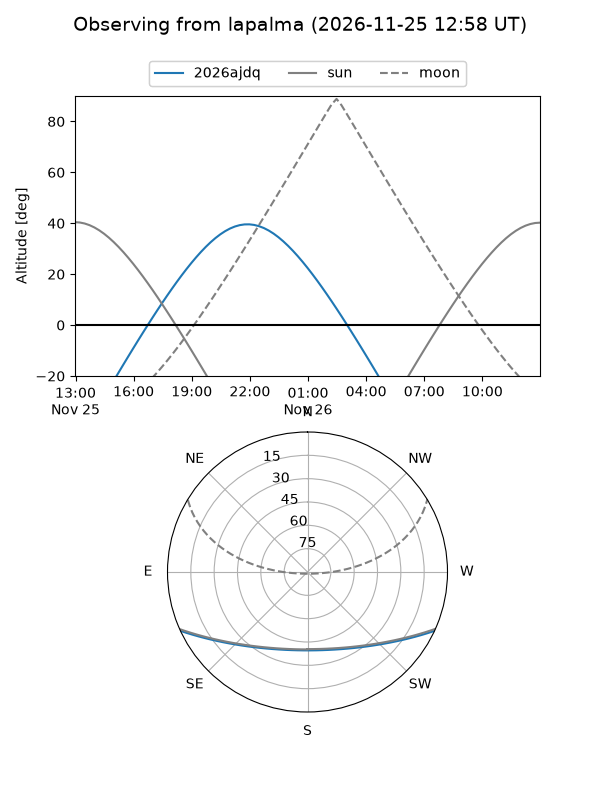 Observing from lapalma (2026-11-25 12:58 UT)
2026ajdq sun moon
Altitude [deg]
80
60
40
20
0
−20
13:00 16:00 19:00 22:00 01:00 04:00 07:00 10:00
Nov 25 Nov 26
N
NE NW
15
30
45
60
75
E W
SE SW
S